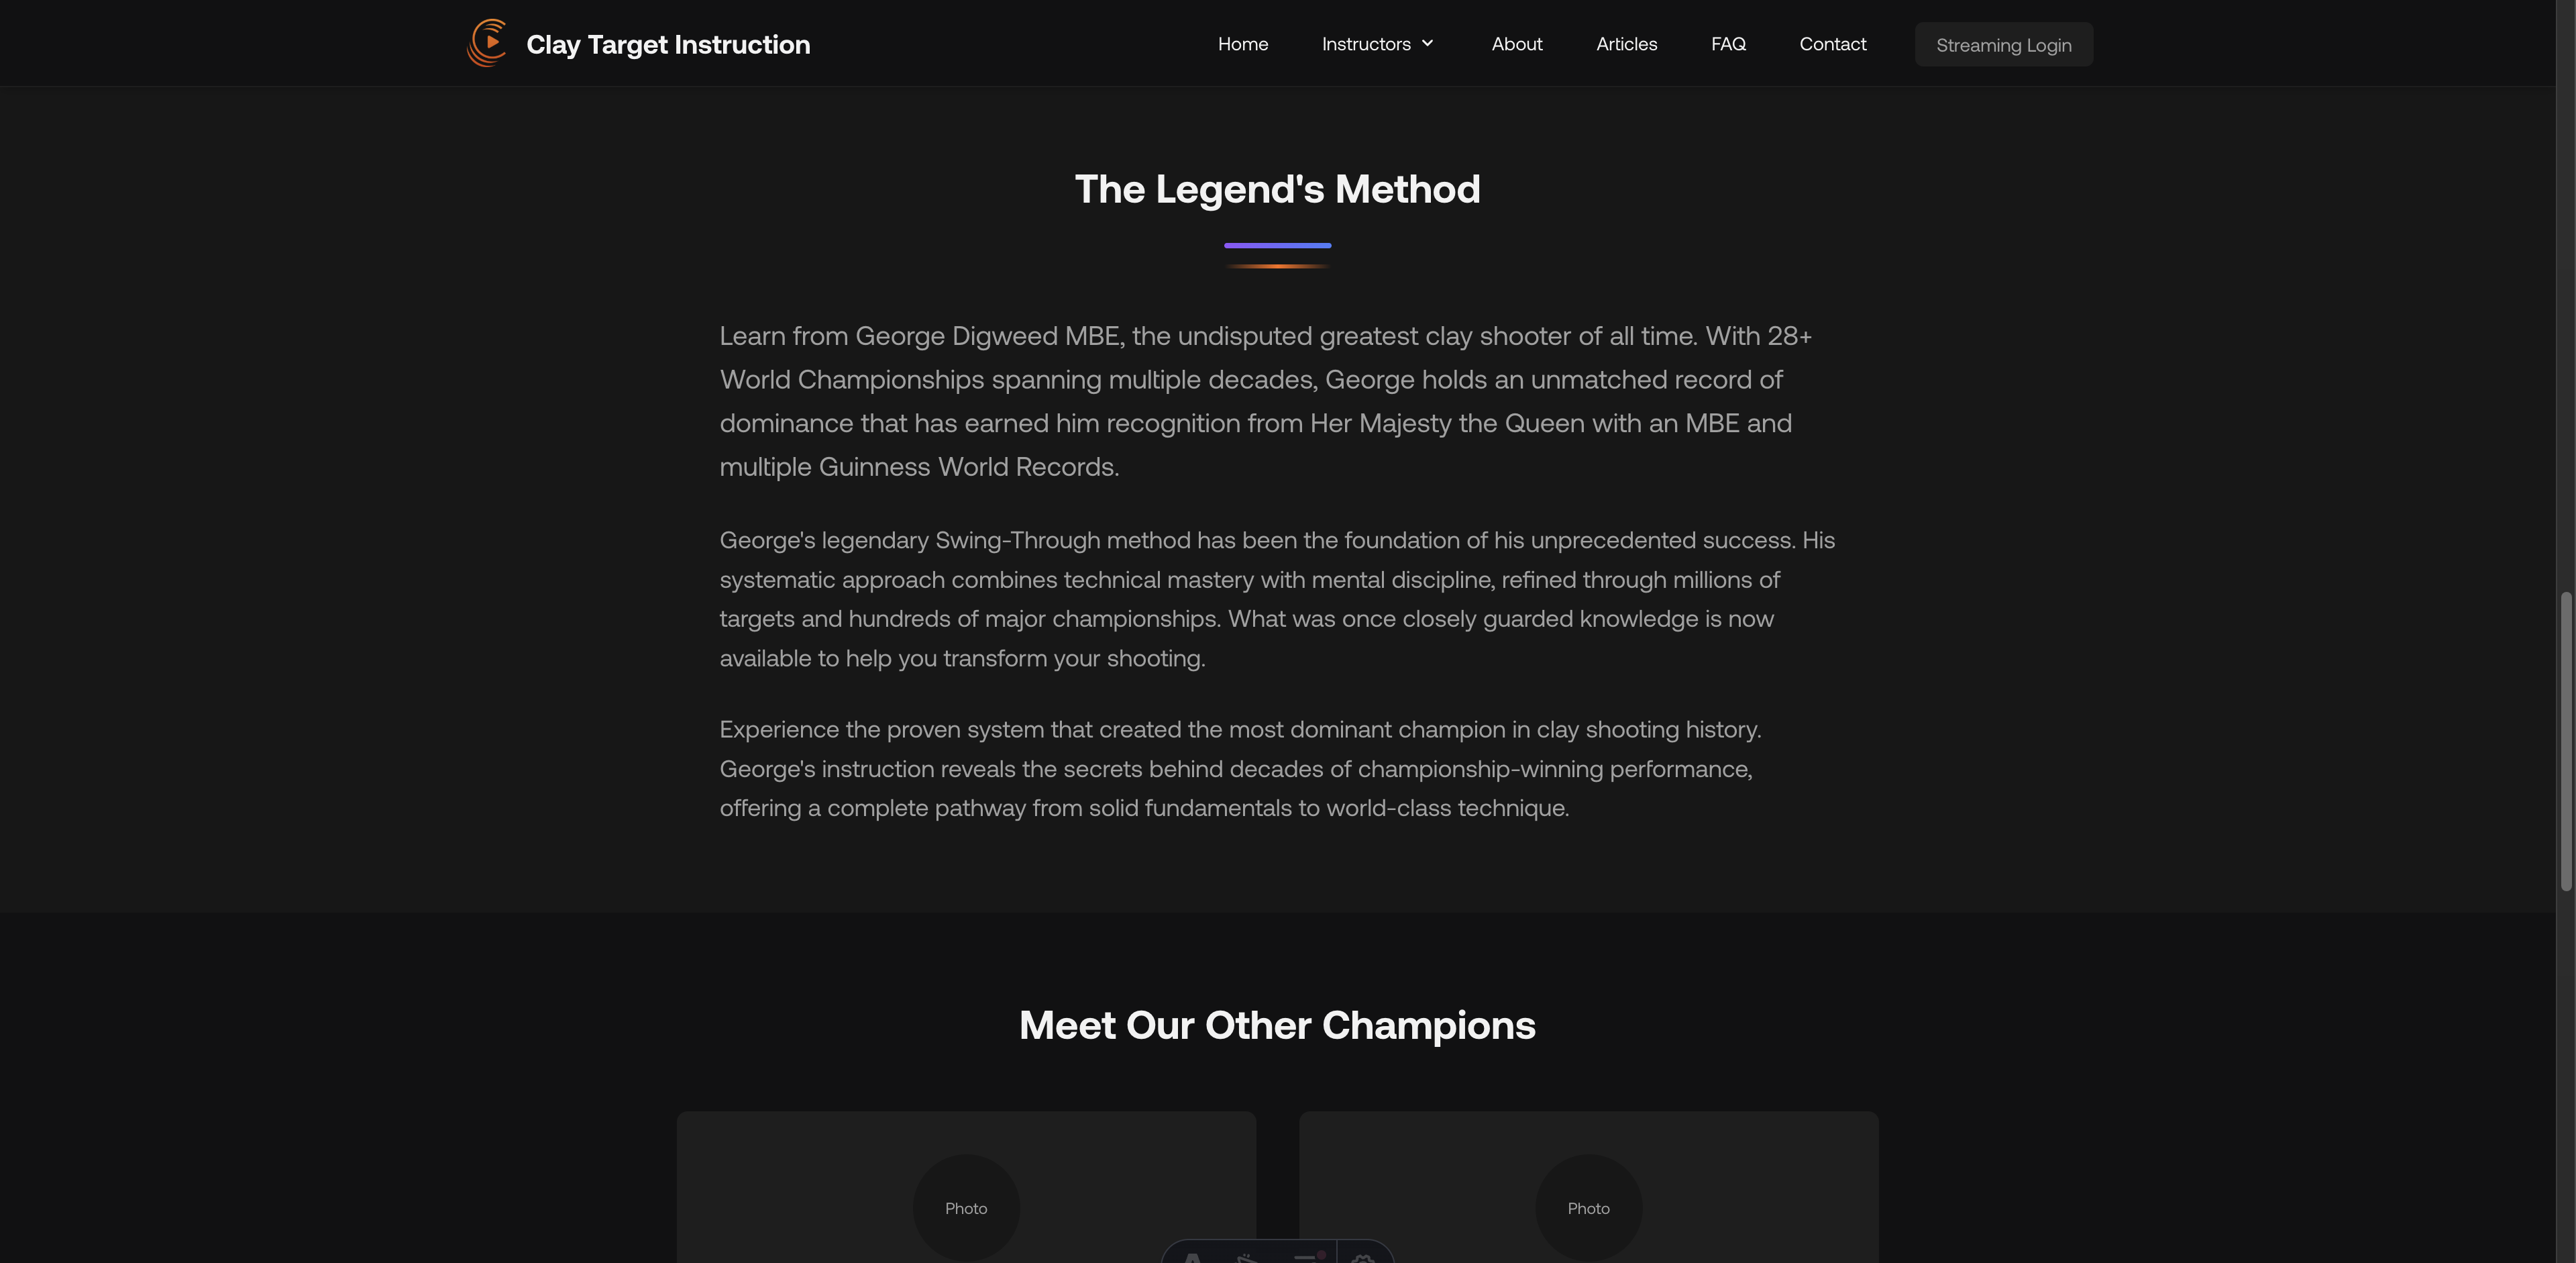 Clay Target Instruction
Home
Instructors
About
Articles
FAQ
Contact
Streaming Login
The Legend's Method
Learn from George Digweed MBE, the undisputed greatest clay shooter of all time. With 28+
World Championships spanning multiple decades, George holds an unmatched record of
dominance that has earned him recognition from Her Majesty the Queen with an MBE and
multiple Guinness World Records.
George's legendary Swing-Through method has been the foundation of his unprecedented success. His
systematic approach combines technical mastery with mental discipline, refined through millions of
targets and hundreds of major championships. What was once closely guarded knowledge is now
available to help you transform your shooting.
Experience the proven system that created the most dominant champion in clay shooting history.
George's instruction reveals the secrets behind decades of championship-winning performance,
offering a complete pathway from solid fundamentals to world-class technique.
Meet Our Other Champions
Photo
Photo